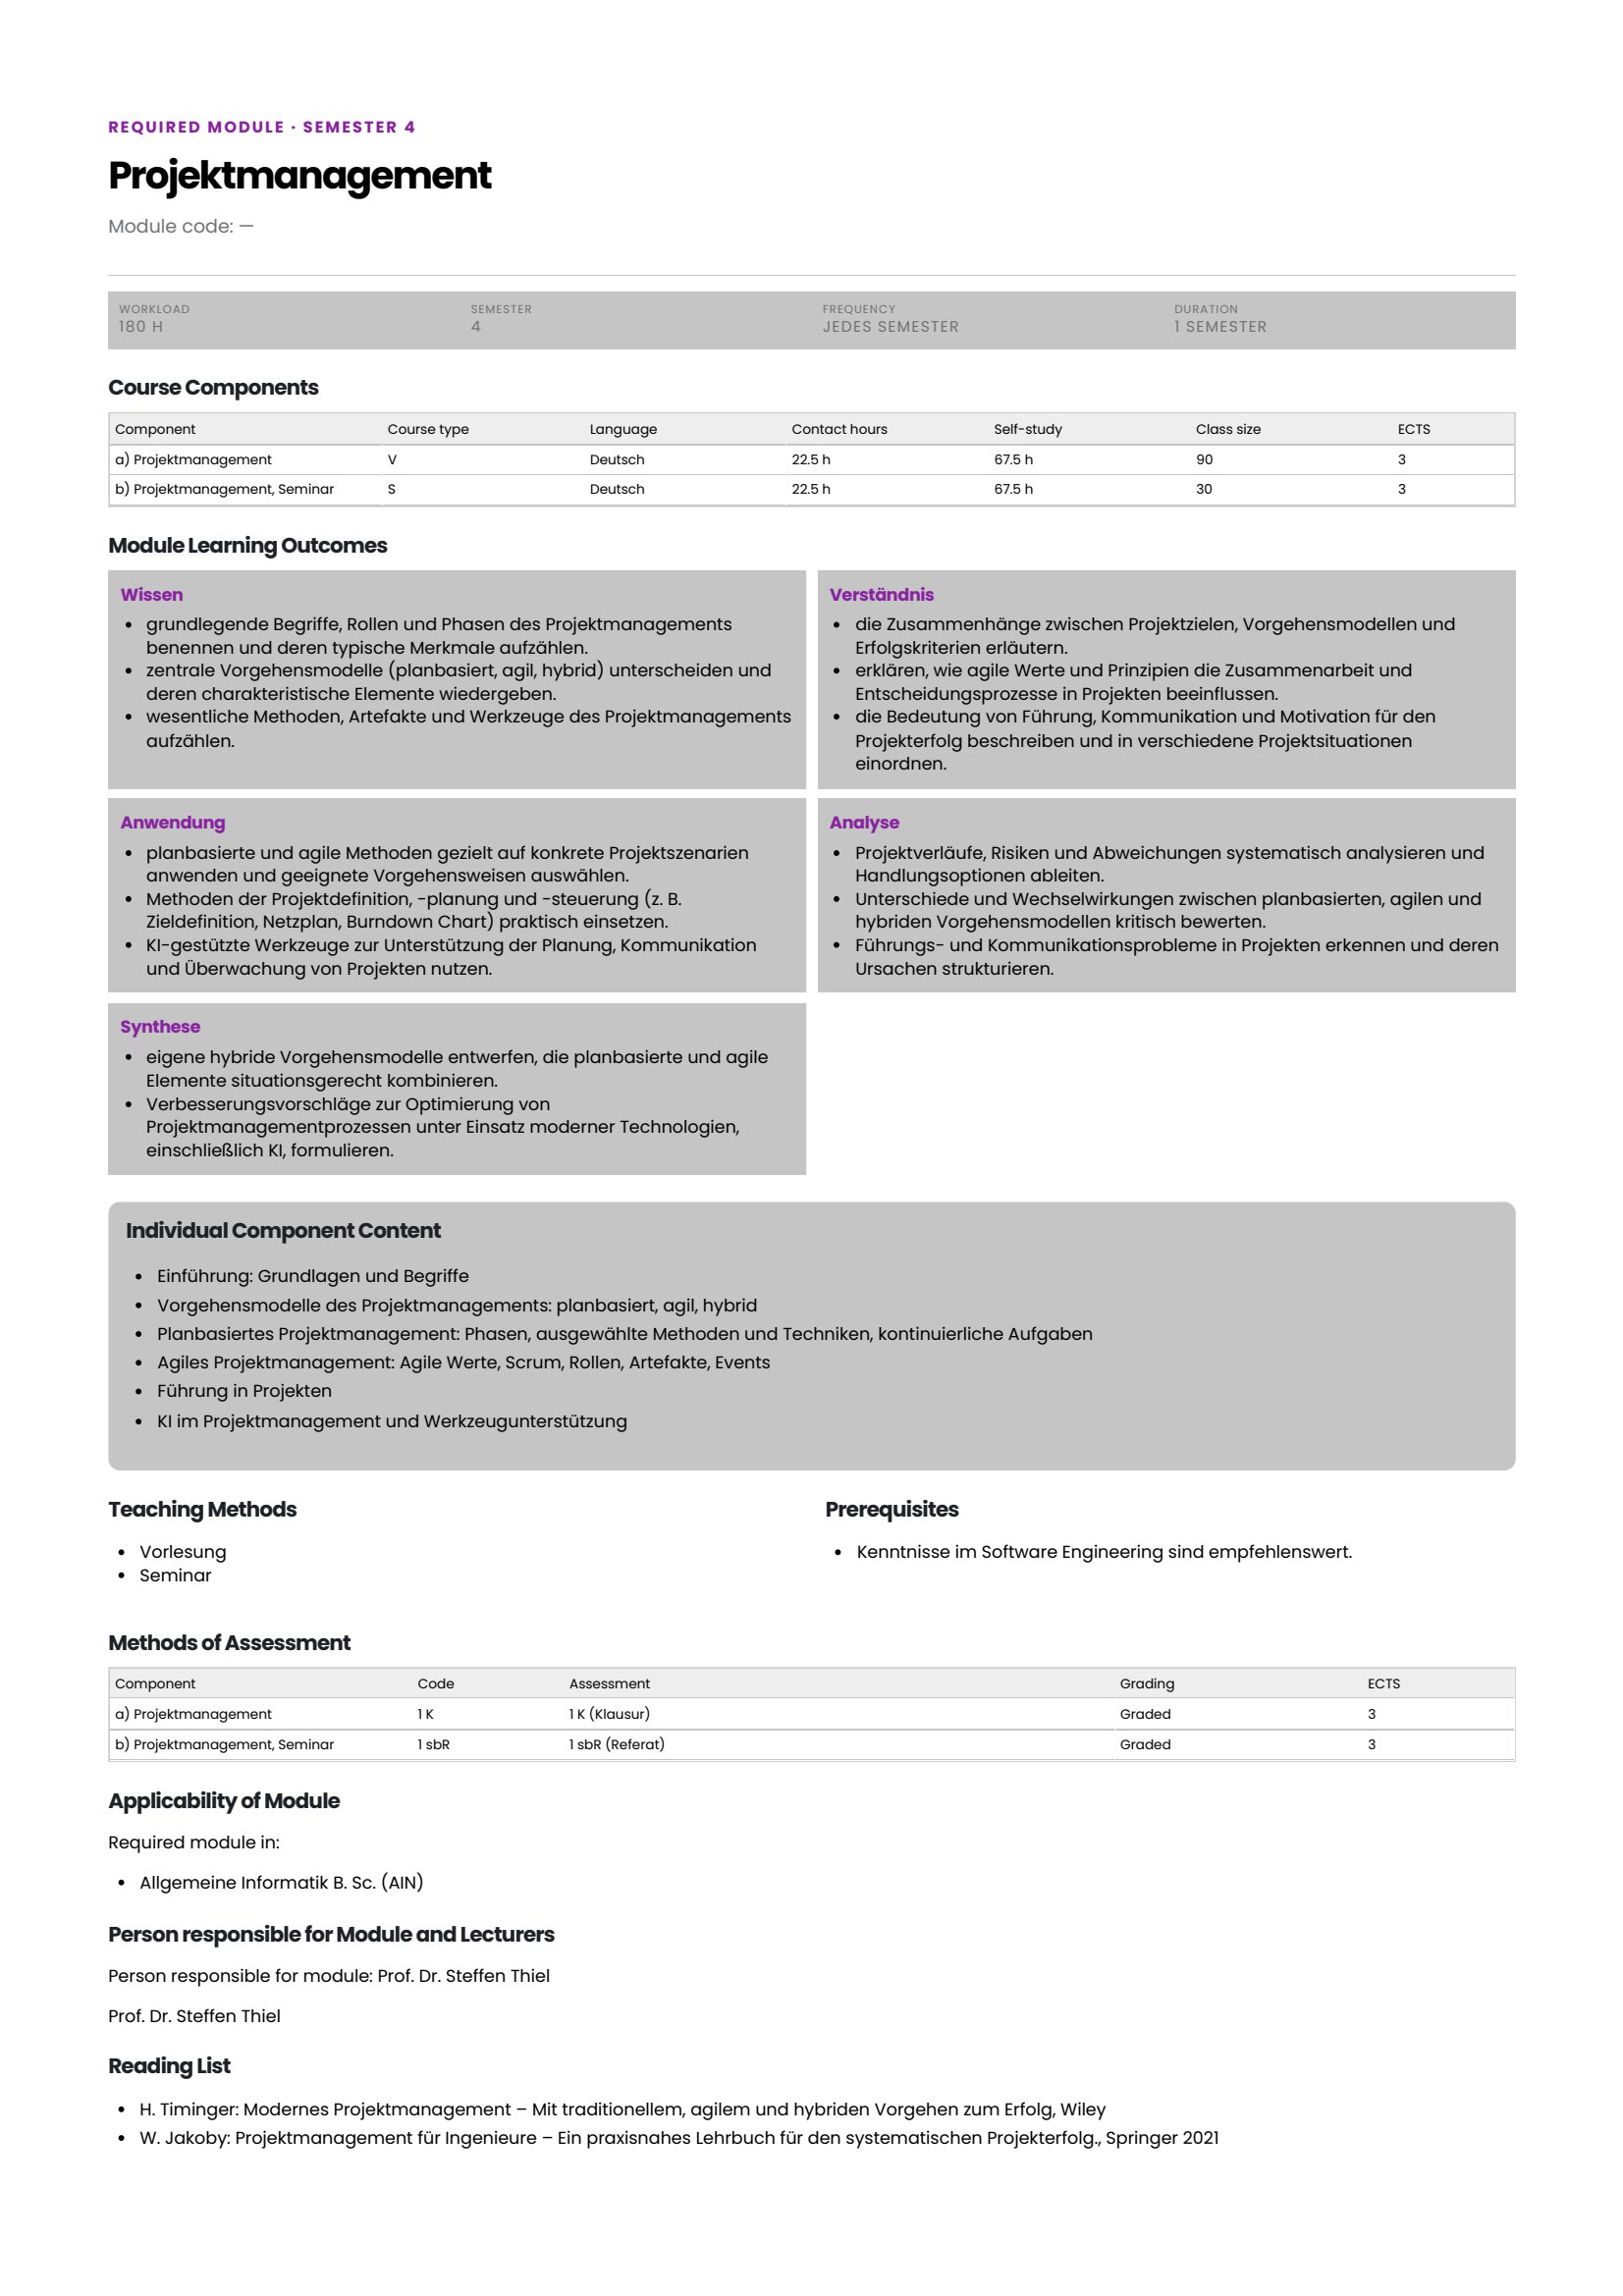 REQUIRED MODULE · SEMESTER 4
Projektmanagement
Module code: —
WORKLOAD SEMESTER FREQUENCY DURATION
180 H 4 JEDES SEMESTER 1 SEMESTER
Course Components
Component Course type Language Contact hours Self-study Class size ECTS
a) Projektmanagement V Deutsch 22.5 h 67.5 h 90 3
b) Projektmanagement, Seminar S Deutsch 22.5 h 67.5 h 30 3
Module Learning Outcomes
Wissen
• grundlegende Begriffe, Rollen und Phasen des Projektmanagements
benennen und deren typische Merkmale aufzählen.
• zentrale Vorgehensmodelle (planbasiert, agil, hybrid) unterscheiden und
deren charakteristische Elemente wiedergeben.
• wesentliche Methoden, Artefakte und Werkzeuge des Projektmanagements
aufzählen.
Verständnis
• die Zusammenhänge zwischen Projektzielen, Vorgehensmodellen und
Erfolgskriterien erläutern.
• erklären, wie agile Werte und Prinzipien die Zusammenarbeit und
Entscheidungsprozesse in Projekten beeinflussen.
• die Bedeutung von Führung, Kommunikation und Motivation für den
Projekterfolg beschreiben und in verschiedene Projektsituationen
einordnen.
Anwendung
• planbasierte und agile Methoden gezielt auf konkrete Projektszenarien
anwenden und geeignete Vorgehensweisen auswählen.
• Methoden der Projektdefinition, -planung und -steuerung (z. B.
Zieldefinition, Netzplan, Burndown Chart) praktisch einsetzen.
• KI-gestützte Werkzeuge zur Unterstützung der Planung, Kommunikation
und Überwachung von Projekten nutzen.
Analyse
• Projektverläufe, Risiken und Abweichungen systematisch analysieren und
Handlungsoptionen ableiten.
• Unterschiede und Wechselwirkungen zwischen planbasierten, agilen und
hybriden Vorgehensmodellen kritisch bewerten.
• Führungs- und Kommunikationsprobleme in Projekten erkennen und deren
Ursachen strukturieren.
Synthese
• eigene hybride Vorgehensmodelle entwerfen, die planbasierte und agile
Elemente situationsgerecht kombinieren.
• Verbesserungsvorschläge zur Optimierung von
Projektmanagementprozessen unter Einsatz moderner Technologien,
einschließlich KI, formulieren.
Individual Component Content
• Einführung: Grundlagen und Begriffe
• Vorgehensmodelle des Projektmanagements: planbasiert, agil, hybrid
• Planbasiertes Projektmanagement: Phasen, ausgewählte Methoden und Techniken, kontinuierliche Aufgaben
• Agiles Projektmanagement: Agile Werte, Scrum, Rollen, Artefakte, Events
• Führung in Projekten
• KI im Projektmanagement und Werkzeugunterstützung
Teaching Methods
• Vorlesung
• Seminar
Prerequisites
• Kenntnisse im Software Engineering sind empfehlenswert.
Methods of Assessment
Component Code Assessment Grading ECTS
a) Projektmanagement 1 K 1 K (Klausur) Graded 3
b) Projektmanagement, Seminar 1 sbR 1 sbR (Referat) Graded 3
Applicability of Module
Required module in:
• Allgemeine Informatik B. Sc. (AIN)
Person responsible for Module and Lecturers
Person responsible for module: Prof. Dr. Steffen Thiel
Prof. Dr. Steffen Thiel
Reading List
• H. Timinger: Modernes Projektmanagement – Mit traditionellem, agilem und hybriden Vorgehen zum Erfolg, Wiley
• W. Jakoby: Projektmanagement für Ingenieure – Ein praxisnahes Lehrbuch für den systematischen Projekterfolg., Springer 2021